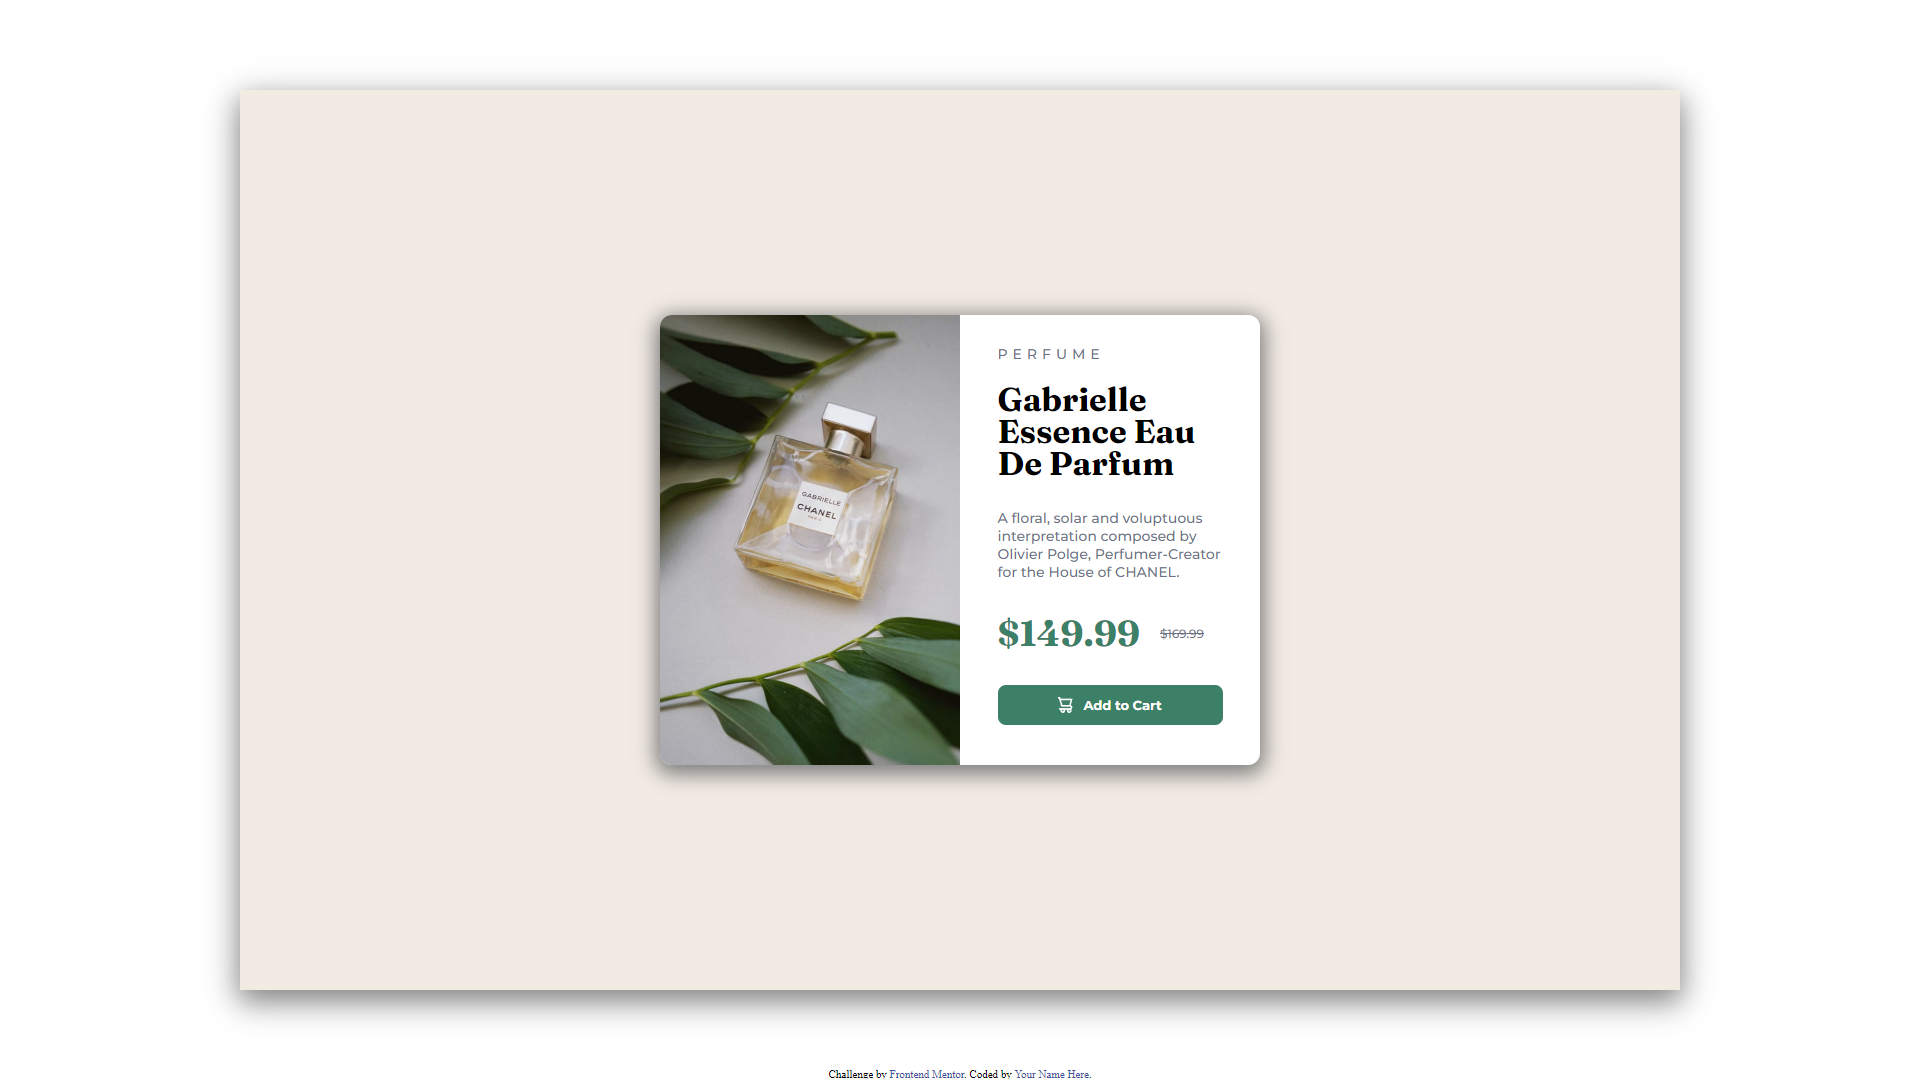 GABRIELLE
CHANEL
PARIS
PERFUME
Gabrielle
Essence Eau
De Parfum
A floral, solar and voluptuous
interpretation composed by
Olivier Polge, Perfumer-Creator
for the House of CHANEL.
$149.99 $169.99
Add to Cart
Challenge by Frontend Mentor. Coded by Your Name Here.